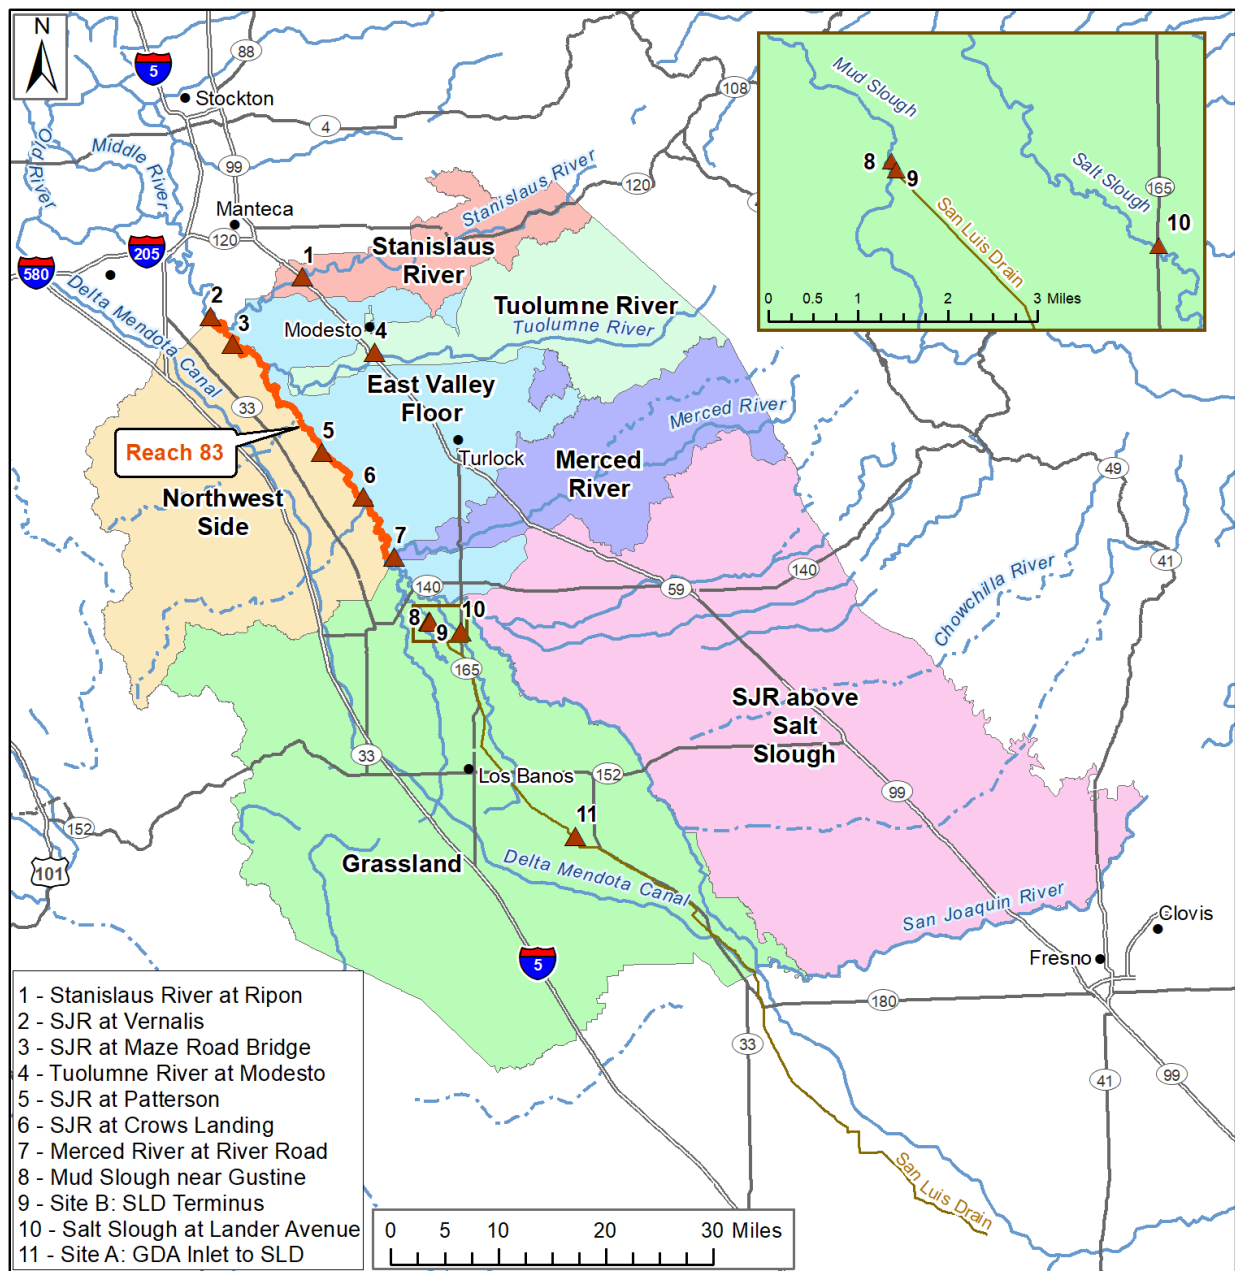 N
5
88
Stockton
108
4
Old River
Middle River
99
120
Stanislaus River
Manteca
120
205
580
1
Stanislaus
River
Delta Mendota Canal
2
3
Modesto
4
Tuolumne River
Tuolumne River
East Valley
Floor
33
Reach 83
5
Turlock
Merced River
Merced
River
49
6
Northwest
Side
7
140
59
140
41
Chowchilla River
8
9
10
165
SJR above
Salt
Slough
33
Los Banos
152
99
152
101
11
Grassland
Delta Mendota Canal
San Joaquin River
Clovis
Fresno
5
180
33
41
99
San Luis Drain
Mud Slough
8
9
Salt Slough
165
10
San Luis Drain
0 0.5 1 2 3 Miles
1 - Stanislaus River at Ripon
2 - SJR at Vernalis
3 - SJR at Maze Road Bridge
4 - Tuolumne River at Modesto
5 - SJR at Patterson
6 - SJR at Crows Landing
7 - Merced River at River Road
8 - Mud Slough near Gustine
9 - Site B: SLD Terminus
10 - Salt Slough at Lander Avenue
11 - Site A: GDA Inlet to SLD
0 5 10 20 30 Miles